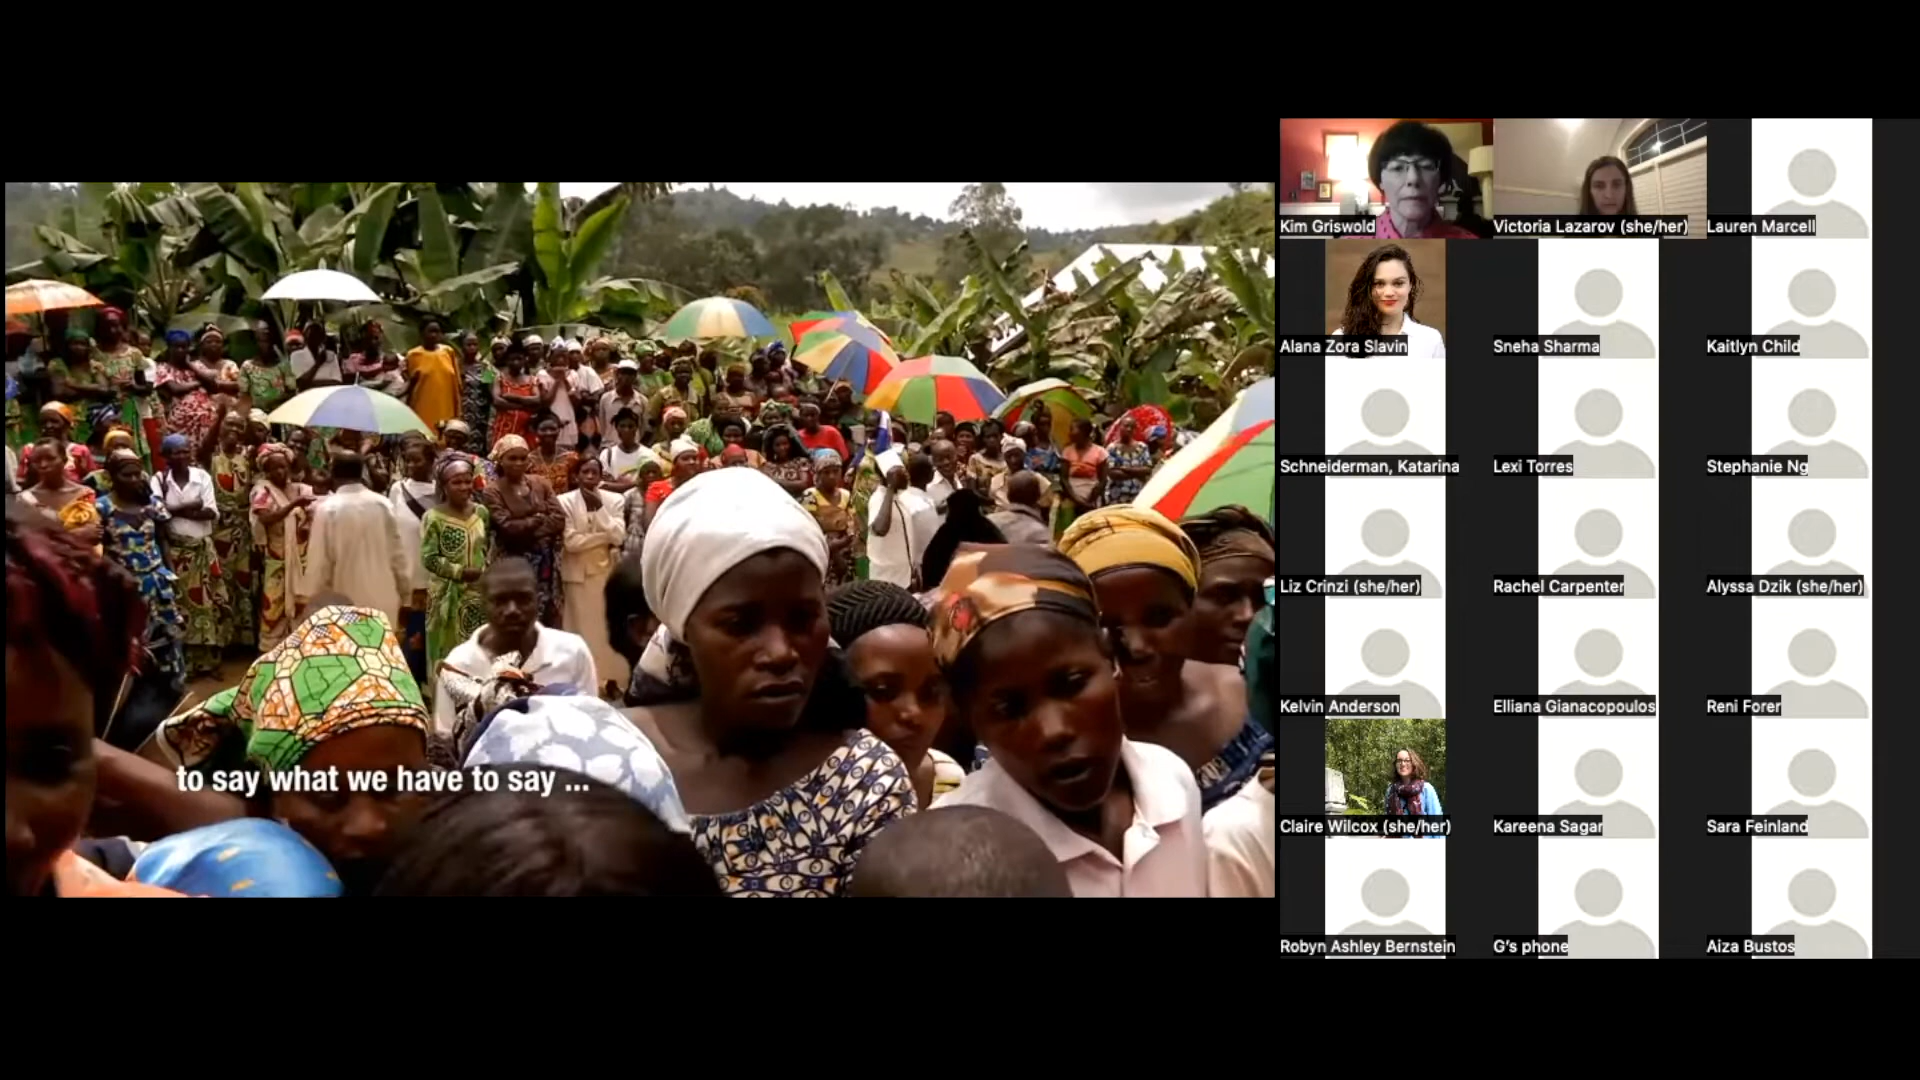 to say what we have to say ...
Kim Griswold
Victoria Lazarov (she/her)
Lauren Marcell
Alana Zora Slavin
Sneha Sharma
Kaitlyn Child
Schneiderman, Katarina
Lexi Torres
Stephanie Ng
Liz Crinzi (she/her)
Rachel Carpenter
Alyssa Dzik (she/her)
Kelvin Anderson
Elliana Gianacopoulos
Reni Forer
Claire Wilcox (she/her)
Kareena Sagar
Sara Feinland
Robyn Ashley Bernstein
G's phone
Aiza Bustos